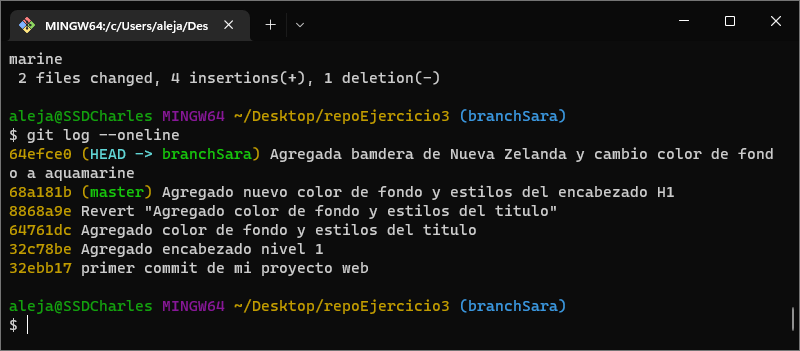 MINGW64:/c/Users/aleja/Des
marine
2 files changed, 4 insertions(+), 1 deletion(-)
aleja@SSDCharles MINGW64 ~/Desktop/repoEjercicio3 (branchSara)
$ git log --oneline
64efce0 (HEAD -> branchSara) Agregada bamdera de Nueva Zelanda y cambio color de fond
o a aquamarine
68a181b (master) Agregado nuevo color de fondo y estilos del encabezado H1
8868a9e Revert "Agregado color de fondo y estilos del titulo"
64761dc Agregado color de fondo y estilos del titulo
32c78be Agregado encabezado nivel 1
32ebb17 primer commit de mi proyecto web
aleja@SSDCharles MINGW64 ~/Desktop/repoEjercicio3 (branchSara)
$